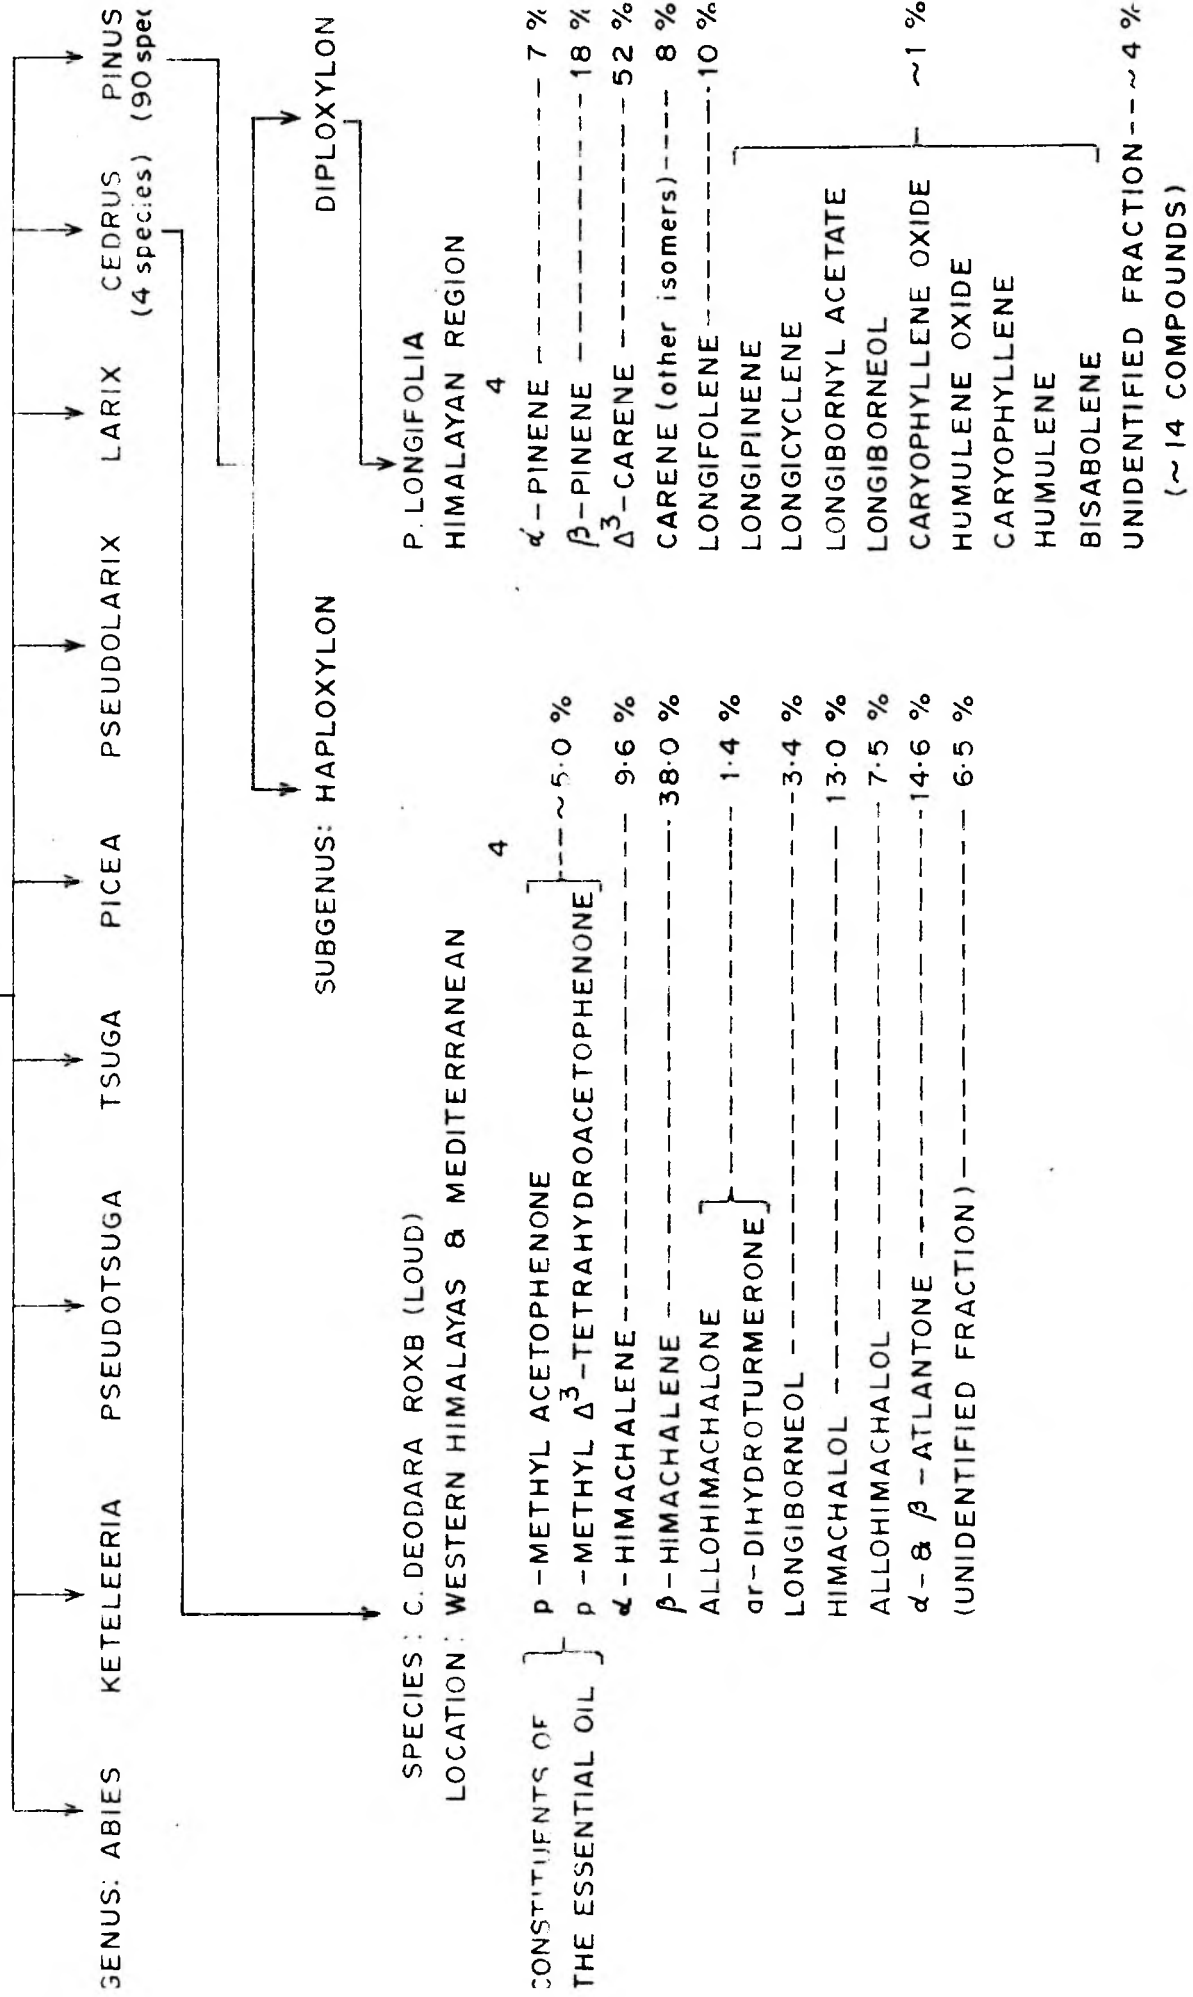 GENUS: ABIES KETELEERIA PSEUDOTSUGA TSUGA PICEA PSEUDOLARIX LARIX CEDRUS PINUS
(4 species) (90 spec
SUBGENUS: HAPLOXYLON DIPLOXYLON
SPECIES: C. DEODARA ROXB (LOUD)
LOCATION: WESTERN HIMALAYAS & MEDITERRANEAN
4
CONSTITUENTS OF
THE ESSENTIAL OIL
p-METHYL ACETOPHENONE
p-METHYL Δ³-TETRAHYDROACETOPHENONE ----~5·0 %
α-HIMACHALENE---- 9·6 %
β-HIMACHALENE ----38·0 %
ALLOHIMACHALONE
ar-DIHYDROTURMERONE ---- 1·4 %
LONGIBORNEOL ----3·4 %
HIMACHALOL ---- 13·0 %
ALLOHIMACHALOL ---- 7·5 %
α- & β-ATLANTONE ----14·6 %
(UNIDENTIFIED FRACTION)---- 6·5 %
P. LONGIFOLIA
HIMALAYAN REGION
4
α-PINENE ---- 7 %
β-PINENE ---- 18 %
Δ³-CARENE ---- 52 %
CARENE (other isomers)---- 8 %
LONGIFOLENE ----10 %
LONGIPINENE
LONGICYCLENE
LONGIBORNYL ACETATE
LONGIBORNEOL
CARYOPHYLLENE OXIDE ~1 %
HUMULENE OXIDE
CARYOPHYLLENE
HUMULENE
BISABOLENE
UNIDENTIFIED FRACTION---~4 %
(~14 COMPOUNDS)